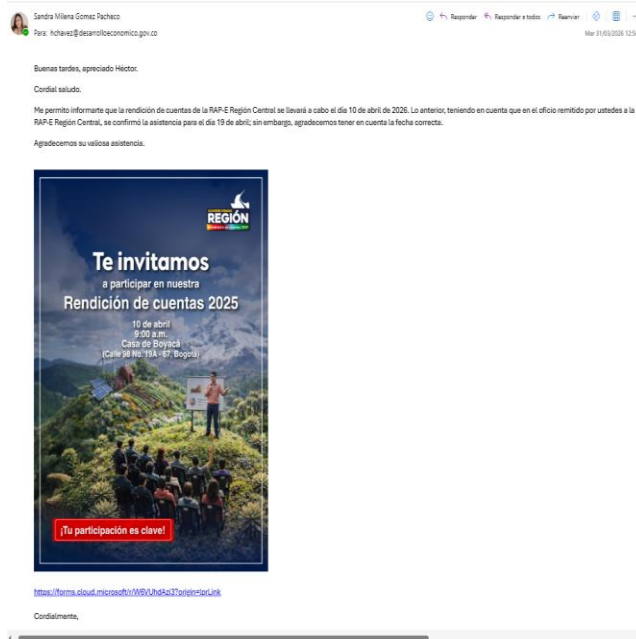 Sandra Milena Gomez Pacheco
Responder Responder a todos Reenviar
Para: hchavez@desarrolloeconomico.gov.co
Mar 31/03/2026 12:5
Buenas tardes, apreciado Héctor.
Cordial saludo.
Me permito informarte que la rendición de cuentas de la RAP-E Región Central se llevará a cabo el día 10 de abril de 2026. Lo anterior, teniendo en cuenta que en el oficio remitido por ustedes a la
RAP-E Región Central, se confirmó la asistencia para el día 19 de abril; sin embargo, agradecemos tener en cuenta la fecha correcta.
Agradecemos su valiosa asistencia.
REGIÓN
Te invitamos
a participar en nuestra
Rendición de cuentas 2025
10 de abril
9:00 a.m.
Casa de Boyacá
(Calle 98 No. 19A - 67, Bogotá)
¡Tu participación es clave!
https://forms.cloud.microsoft/r/W6VUhdAzi3?origin=lprLink
Cordialmente,